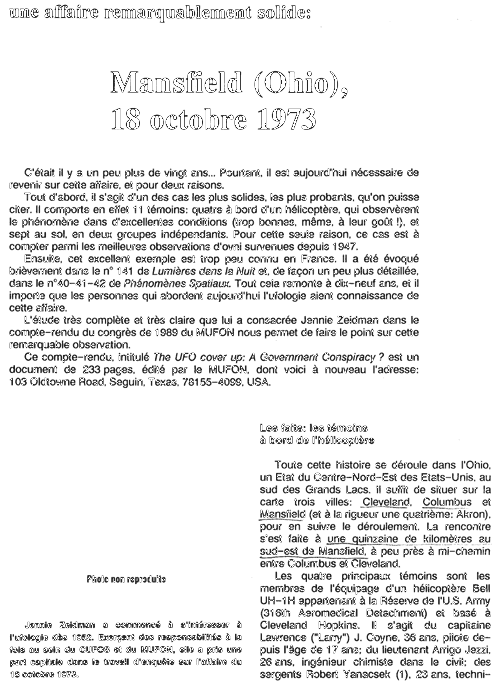 une affaire remarquablement solide:
Mansfield (Ohio),
18 octobre 1973
C'était il y a un peu plus de vingt ans... Pourtant, il est aujourd'hui nécessaire de
revenir sur cette affaire, et pour deux raisons.
Tout d'abord, il s'agit d'un des cas les plus solides, les plus probants, qu'on puisse
citer. Il comporte en effet 11 témoins: quatre à bord d'un hélicoptère, qui observèrent
le phénomène dans d'excellentes conditions (trop bonnes, même, à leur goût !), et
sept au sol, en deux groupes indépendants. Pour cette seule raison, ce cas est à
compter parmi les meilleures observations d'ovni survenues depuis 1947.
Ensuite, cet excellent exemple est trop peu connu en France. Il a été évoqué
brièvement dans le n° 141 de Lumières dans la Nuit et, de façon un peu plus détaillée,
dans le n°40-41-42 de Phénomènes Spatiaux. Tout cela remonte à dix-neuf ans, et il
importe que les personnes qui abordent aujourd'hui l'ufologie aient connaissance de
cette affaire.
L'étude très complète et très claire que lui a consacrée Jennie Zeidman dans le
compte-rendu du congrès de 1989 du MUFON nous permet de faire le point sur cette
remarquable observation.
Ce compte-rendu, intitulé The UFO cover up: A Government Conspiracy ? est un
document de 233 pages, édité par le MUFON, dont voici à nouveau l'adresse:
103 Oldtowne Road, Seguin, Texas, 78155-4099, USA.
Photo non reproduite
Jennie Zeidman a commencé à s'intéresser à
l'ufologie dès 1952. Exerçant des responsabilités à la
fois au sein du CUFOS et du MUFON, elle a pris une
part capitale dans le travail d'enquête sur l'affaire du
18 octobre 1973.
Les faits: les témoins
à bord de l'hélicoptère
Toute cette histoire se déroule dans l'Ohio,
un Etat du Centre-Nord-Est des Etats-Unis, au
sud des Grands Lacs. Il suffit de situer sur la
carte trois villes: Cleveland, Columbus et
Mansfield (et à la rigueur une quatrième: Akron),
pour en suivre le déroulement. La rencontre
s'est faite à une quinzaine de kilomètres au
sud-est de Mansfield, à peu près à mi-chemin
entre Columbus et Cleveland.
Les quatre principaux témoins sont les
membres de l'équipage d'un hélicoptère Bell
UH-1H appartenant à la Réserve de l'U.S. Army
(316th Aeromedical Detachment) et basé à
Cleveland Hopkins. Il s'agit du capitaine
Lawrence ("Larry") J. Coyne, 36 ans, pilote de-
puis l'âge de 17 ans; du lieutenant Arrigo Jezzi,
26 ans, ingénieur chimiste dans le civil; des
sergents Robert Yanacsek (1), 23 ans, techni-